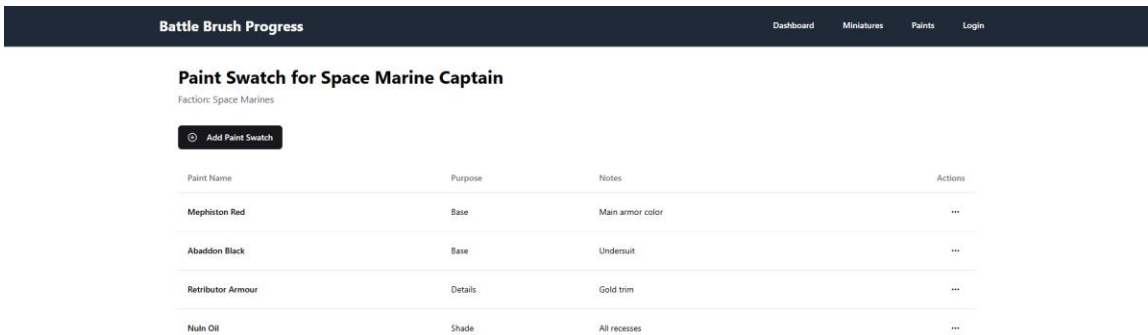 Battle Brush Progress Dashboard Miniatures Paints Login
Paint Swatch for Space Marine Captain
Faction: Space Marines
Add Paint Swatch
Paint Name Purpose Notes Actions
Mephiston Red Base Main armor color ...
Abaddon Black Base Undersuit ...
Retributor Armour Details Gold trim ...
Nuln Oil Shade All recesses ...